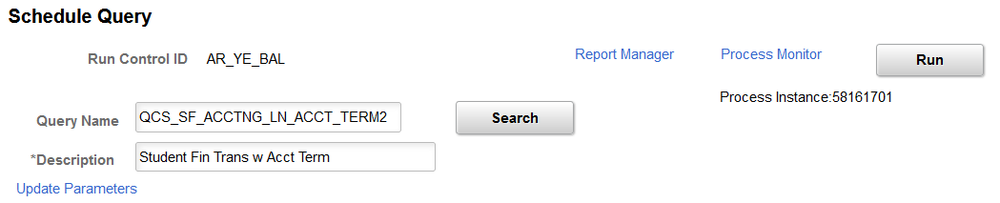 Schedule Query
Run Control ID AR_YE_BAL Report Manager Process Monitor Run
Process Instance:58161701
Query Name QCS_SF_ACCTNG_LN_ACCT_TERM2 Search
*Description Student Fin Trans w Acct Term
Update Parameters